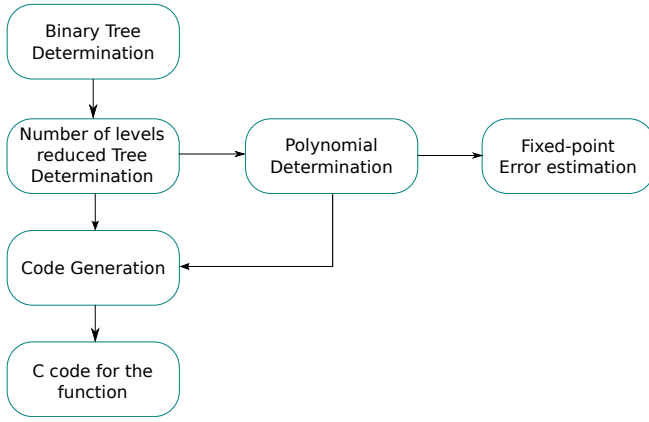 Binary Tree
Determination
Number of levels
reduced Tree
Determination
Polynomial
Determination
Fixed-point
Error estimation
Code Generation
C code for the
function